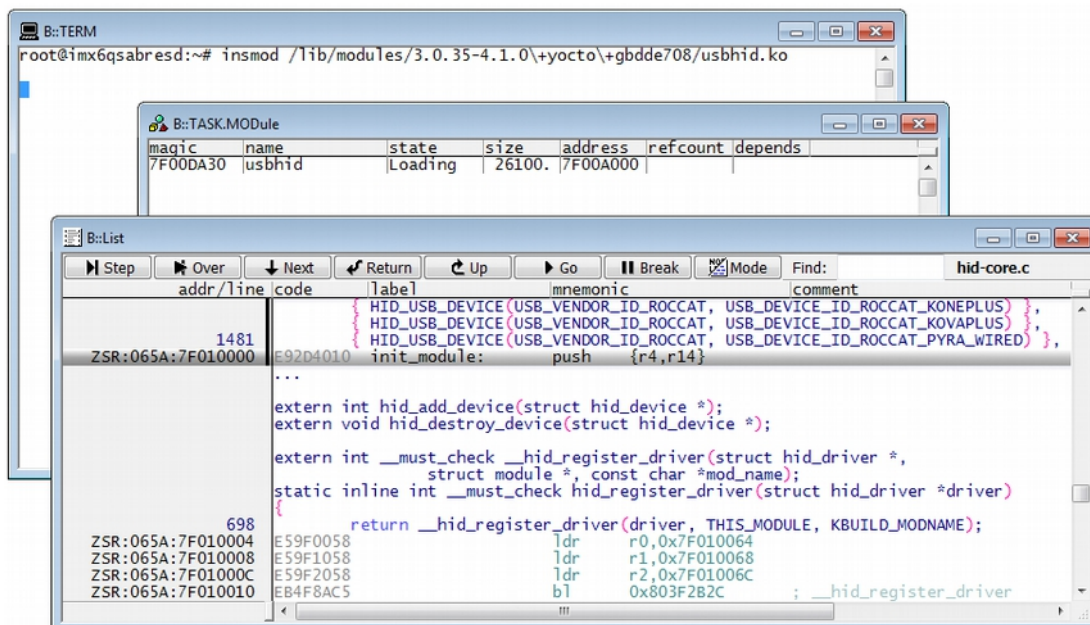 B::TERM
root@imx6qsabresd:~# insmod /lib/modules/3.0.35-4.1.0\+yocto\+gbdde708/usbhid.ko
B::TASK.MODule
magic name state size address refcount depends
7F00DA30 usbhid Loading 26100. 7F00A000
B::List
Step Over Next Return Up Go Break Mode Find: hid-core.c
addr/line code label mnemonic comment
{ HID_USB_DEVICE(USB_VENDOR_ID_ROCCAT, USB_DEVICE_ID_ROCCAT_KONEPLUS) },
{ HID_USB_DEVICE(USB_VENDOR_ID_ROCCAT, USB_DEVICE_ID_ROCCAT_KOVAPLUS) },
1481 { HID_USB_DEVICE(USB_VENDOR_ID_ROCCAT, USB_DEVICE_ID_ROCCAT_PYRA_WIRED) },
ZSR:065A:7F010000 E92D4010 init_module: push {r4,r14}
...
extern int hid_add_device(struct hid_device *);
extern void hid_destroy_device(struct hid_device *);
extern int __must_check __hid_register_driver(struct hid_driver *,
struct module *, const char *mod_name);
static inline int __must_check hid_register_driver(struct hid_driver *driver)
{
698 return __hid_register_driver(driver, THIS_MODULE, KBUILD_MODNAME);
ZSR:065A:7F010004 E59F0058 ldr r0,0x7F010064
ZSR:065A:7F010008 E59F1058 ldr r1,0x7F010068
ZSR:065A:7F01000C E59F2058 ldr r2,0x7F01006C
ZSR:065A:7F010010 EB4F8AC5 bl 0x803F2B2C ; __hid_register_driver